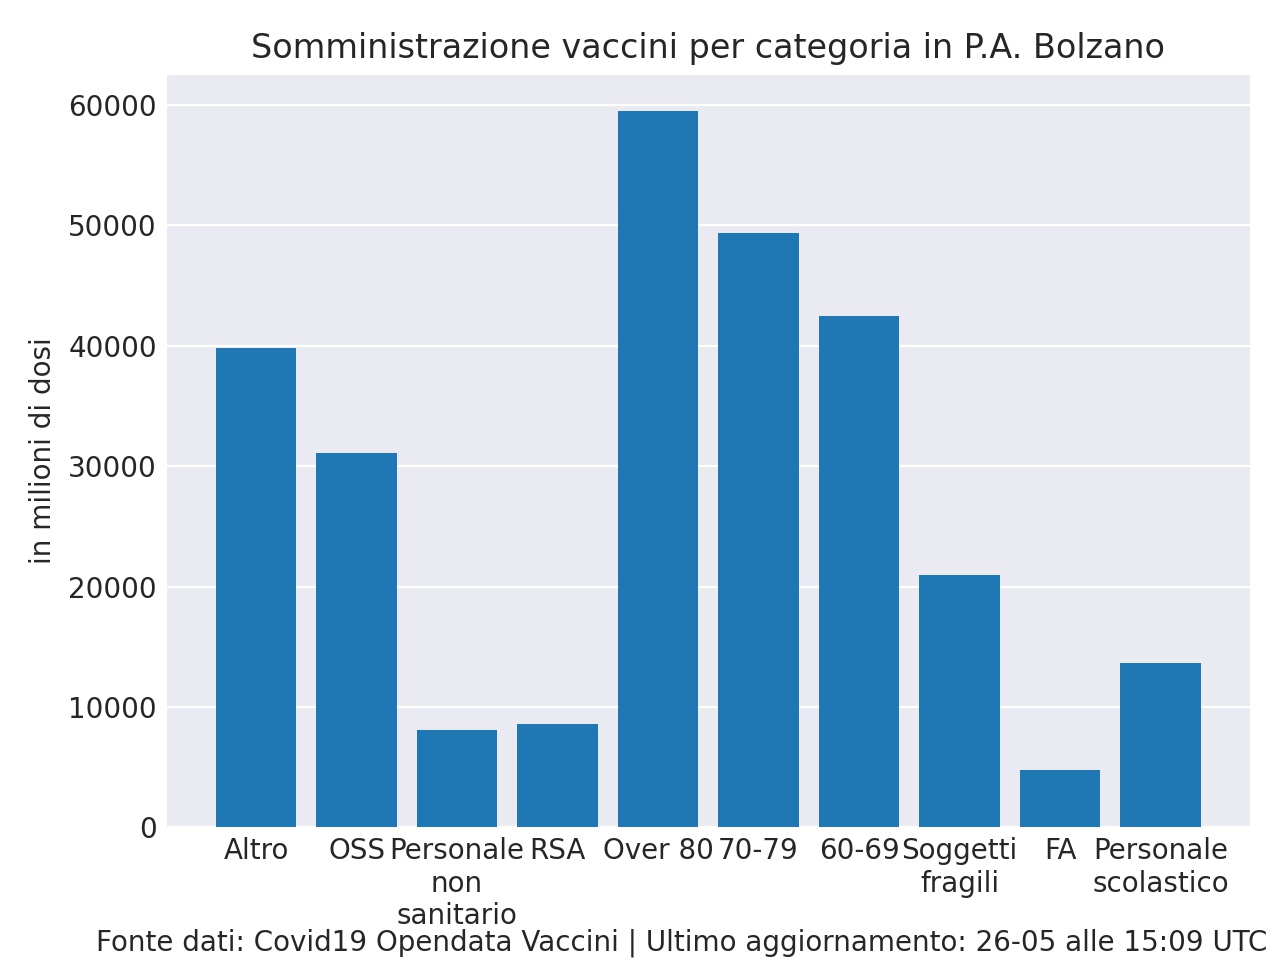 Somministrazione vaccini per categoria in P.A. Bolzano
in milioni di dosi
60000
50000
40000
30000
20000
10000
0
Altro
OSS
Personale
non
sanitario
RSA
Over 80
70-79
60-69
Soggetti
fragili
FA
Personale
scolastico
Fonte dati: Covid19 Opendata Vaccini | Ultimo aggiornamento: 26-05 alle 15:09 UTC